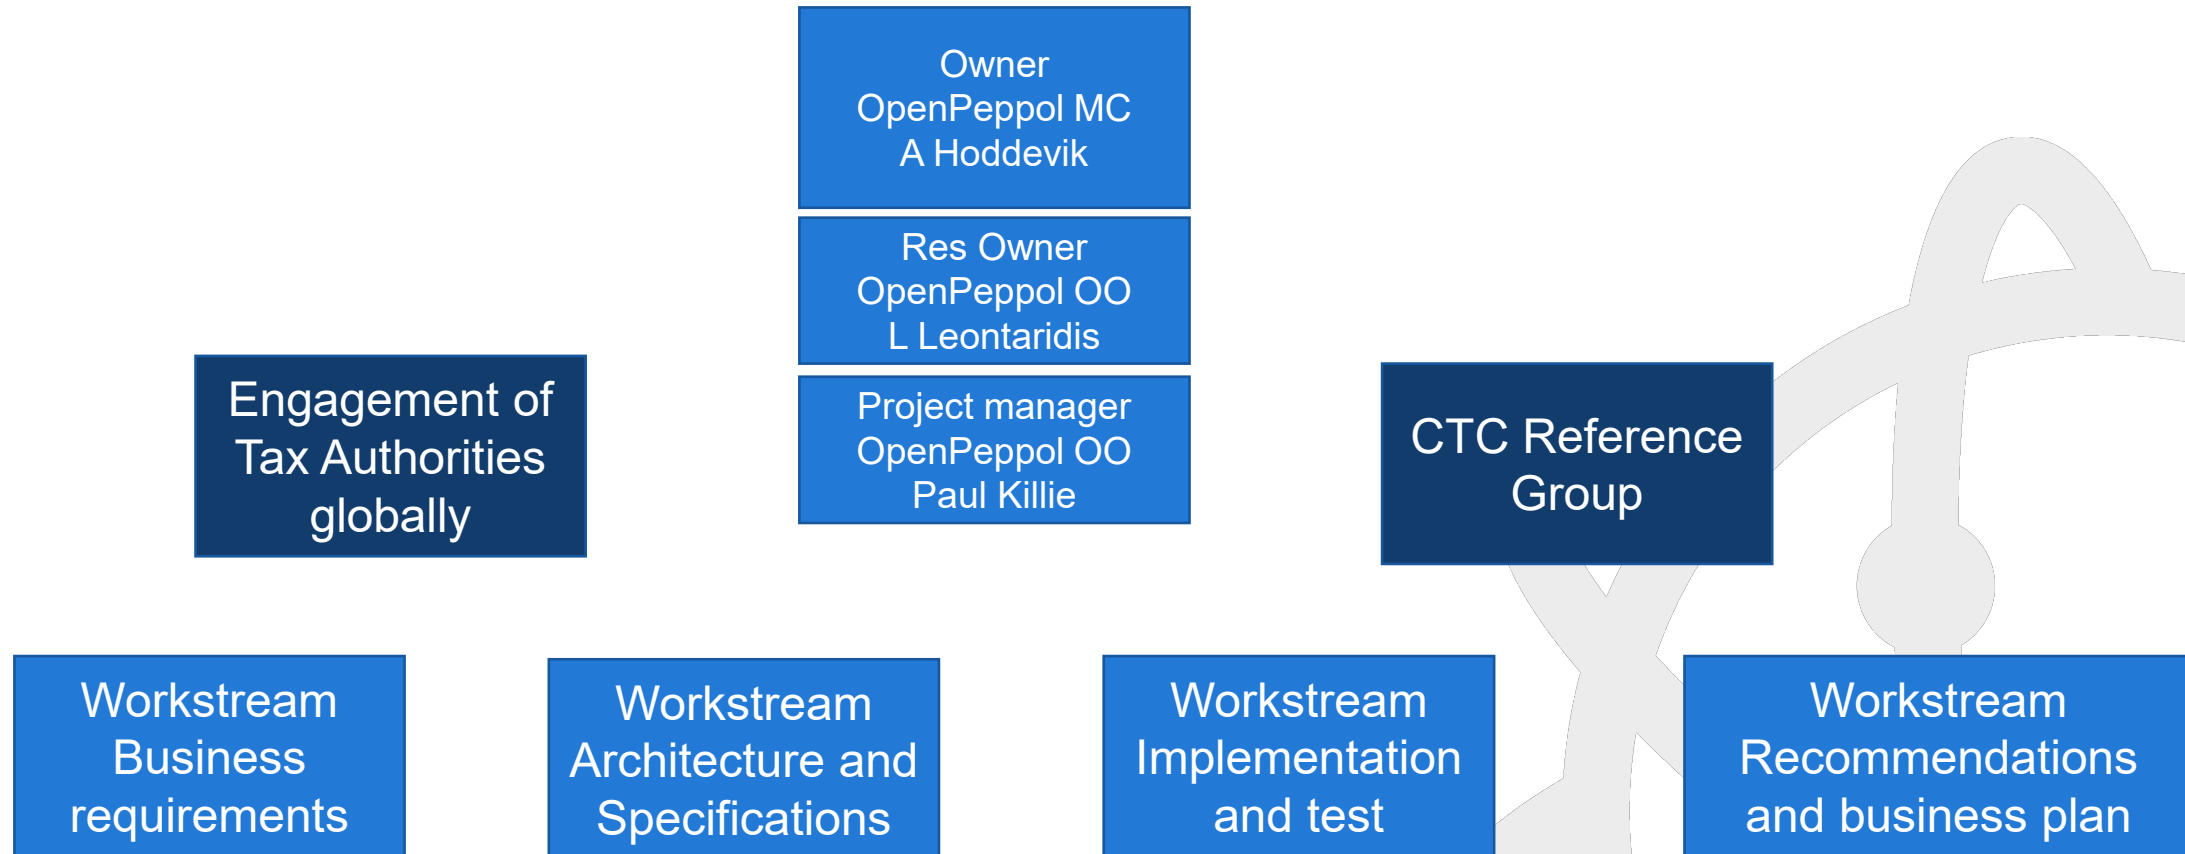 Owner
OpenPeppol MC
A Hoddevik
Res Owner
OpenPeppol OO
L Leontaridis
Project manager
OpenPeppol OO
Paul Killie
Engagement of
Tax Authorities
globally
CTC Reference
Group
Workstream
Business
requirements
Workstream
Architecture and
Specifications
Workstream
Implementation
and test
Workstream
Recommendations
and business plan